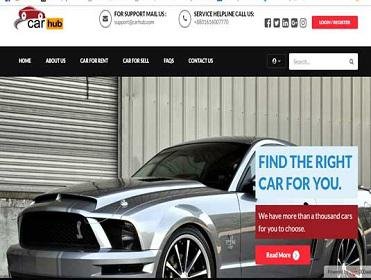 car hub
FOR SUPPORT MAIL US :
support@carhub.com
SERVICE HELPLINE CALL US:
+8801616007770
LOGIN / REGISTER
HOME ABOUT US CAR FOR RENT CAR FOR SELL FAQS CONTACT US
Search...
FIND THE RIGHT
CAR FOR YOU.
We have more than a thousand cars
for you to choose.
Read More